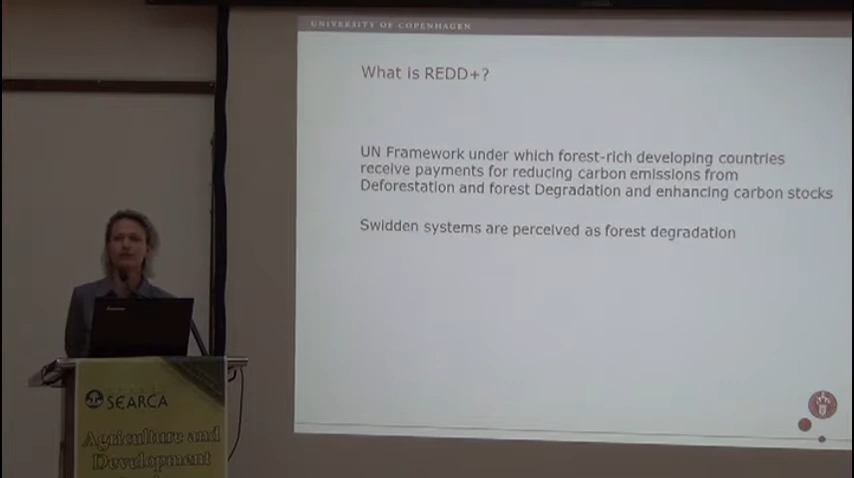 UNIVERSITY OF COPENHAGEN
What is REDD+?
UN Framework under which forest-rich developing countries
receive payments for reducing carbon emissions from
Deforestation and forest Degradation and enhancing carbon stocks
Swidden systems are perceived as forest degradation
SEARCA
Agriculture and
Development